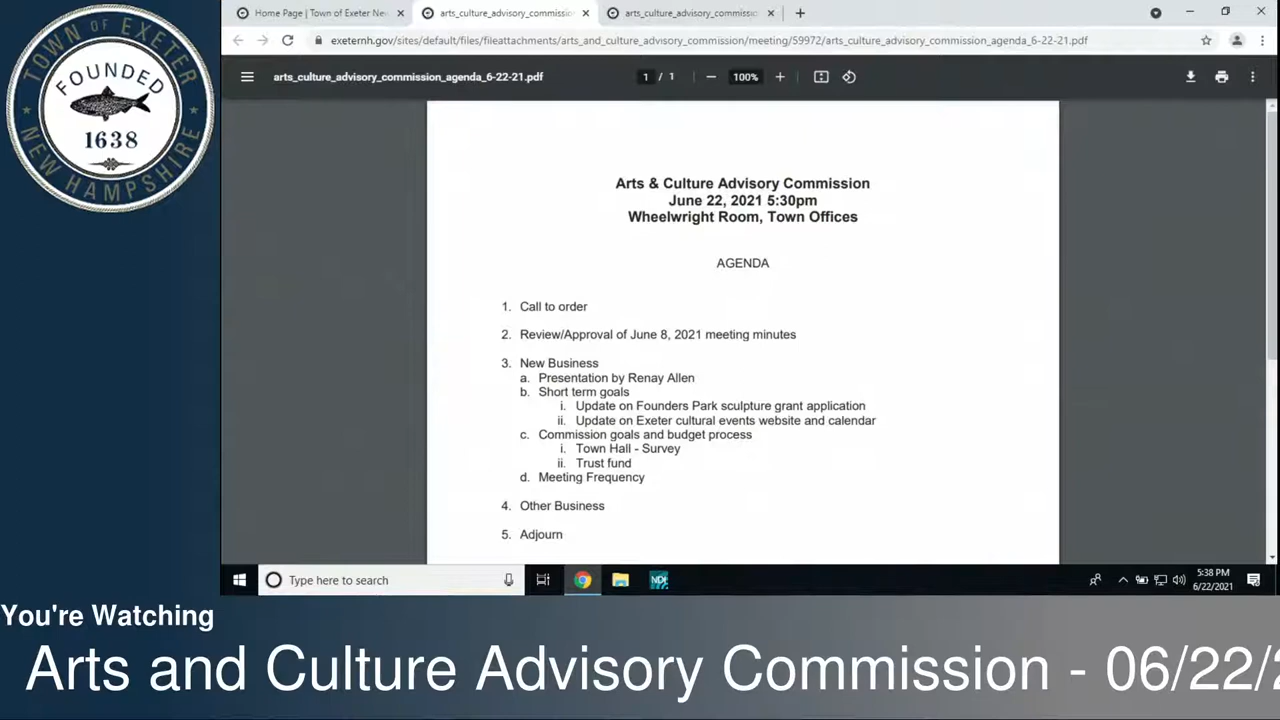 TOWN OF EXETER
FOUNDED
1638
NEW HAMPSHIRE
Home Page | Town of Exeter Ne
arts_culture_advisory_commission
arts_culture_advisory_commissio
exeternh.gov/sites/default/files/fileattachments/arts_and_culture_advisory_commission/meeting/59972/arts_culture_advisory_commission_agenda_6-22-21.pdf
arts_culture_advisory_commission_agenda_6-22-21.pdf
1 / 1
100%
Arts & Culture Advisory Commission
June 22, 2021 5:30pm
Wheelwright Room, Town Offices
AGENDA
1. Call to order
2. Review/Approval of June 8, 2021 meeting minutes
3. New Business
a. Presentation by Renay Allen
b. Short term goals
i. Update on Founders Park sculpture grant application
ii. Update on Exeter cultural events website and calendar
c. Commission goals and budget process
i. Town Hall - Survey
ii. Trust fund
d. Meeting Frequency
4. Other Business
5. Adjourn
Type here to search
NDI
5:38 PM
6/22/2021
You're Watching
Arts and Culture Advisory Commission - 06/22/2